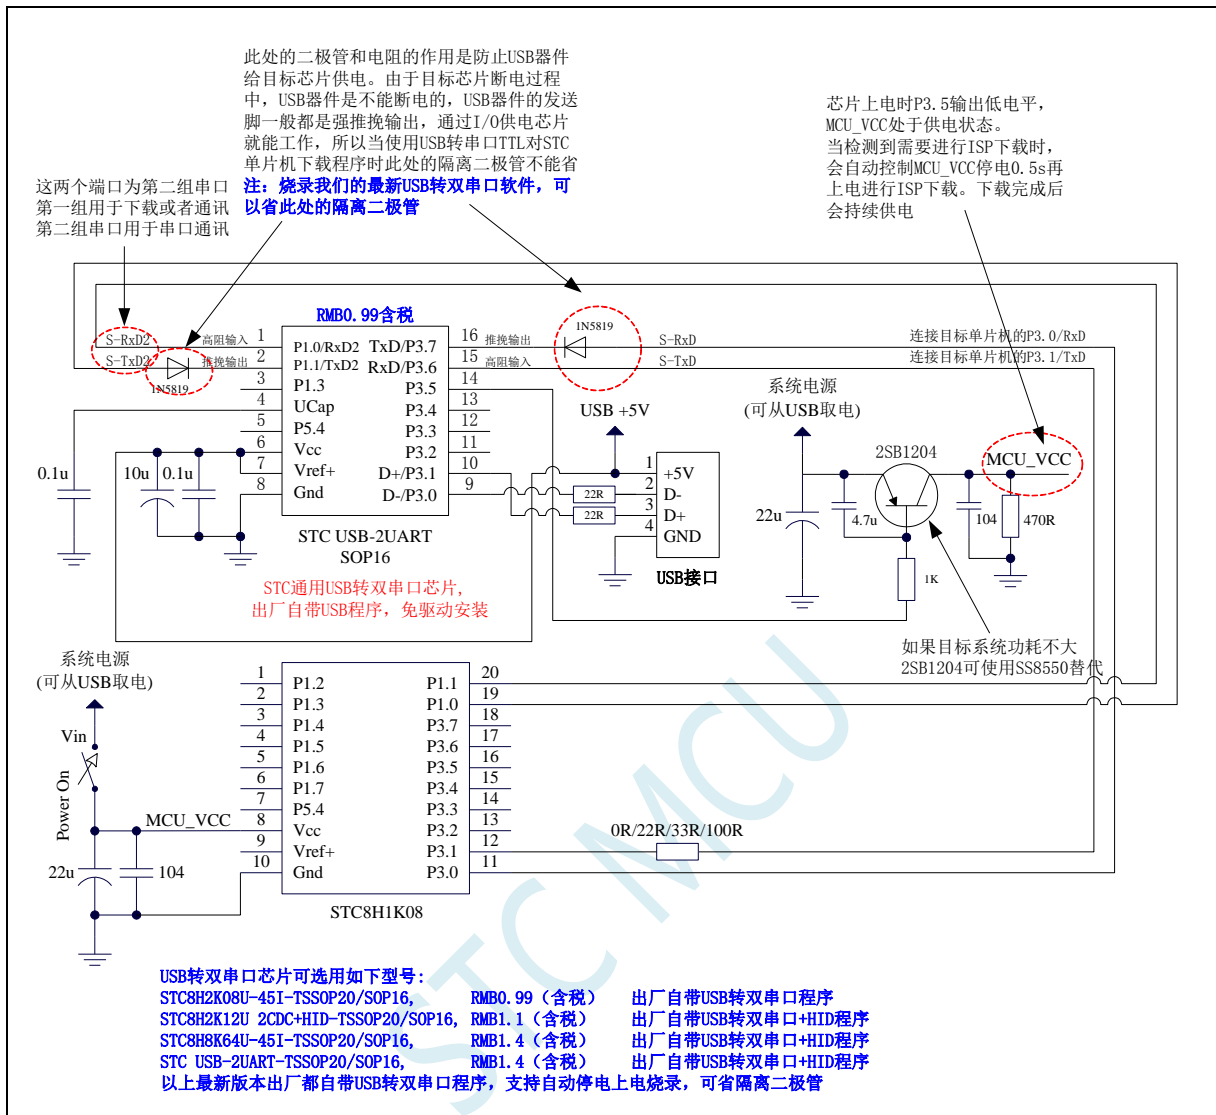 此处的二极管和电阻的作用是防止USB器件
给目标芯片供电。由于目标芯片断电过程
中，USB器件是不能断电的，USB器件的发送
脚一般都是强推挽输出，通过I/O供电芯片
就能工作，所以当使用USB转串口TTL对STC
单片机下载程序时此处的隔离二极管不能省
注：烧录我们的最新USB转双串口软件，可
以省此处的隔离二极管
芯片上电时P3.5输出低电平，
MCU_VCC处于供电状态。
当检测到需要进行ISP下载时，
会自动控制MCU_VCC停电0.5s再
上电进行ISP下载。下载完成后
会持续供电
这两个端口为第二组串口
第一组用于下载或者通讯
第二组串口用于串口通讯
RMB0.99含税
S-RxD2 高阻输入 1 P1.0/RxD2 TxD/P3.7 16 推挽输出 1N5819 S-RxD 连接目标单片机的P3.0/RxD
S-TxD2 1N5819 推挽输出 2 P1.1/TxD2 RxD/P3.6 15 高阻输入 S-TxD 连接目标单片机的P3.1/TxD
3 P1.3 P3.5 14
4 UCap P3.4 13
5 P5.4 P3.3 12
6 Vcc P3.2 11
7 Vref+ D+/P3.1 10
8 Gnd D-/P3.0 9
0.1u 10u 0.1u
STC USB-2UART
SOP16
STC通用USB转双串口芯片,
出厂自带USB程序，免驱动安装
USB +5V
1 +5V
2 D-
3 D+
4 GND
22R
22R
USB接口
系统电源
(可从USB取电)
2SB1204
MCU_VCC
22u 4.7u 104 470R
1K
如果目标系统功耗不大
2SB1204可使用SS8550替代
系统电源
(可从USB取电)
Vin
Power On
MCU_VCC
22u 104
1 P1.2 P1.1 20
2 P1.3 P1.0 19
3 P1.4 P3.7 18
4 P1.5 P3.6 17
5 P1.6 P3.5 16
6 P1.7 P3.4 15
7 P5.4 P3.3 14
8 Vcc P3.2 13
9 Vref+ P3.1 12
10 Gnd P3.0 11
0R/22R/33R/100R
STC8H1K08
STC MCU
USB转双串口芯片可选用如下型号:
STC8H2K08U-45I-TSSOP20/SOP16, RMB0.99（含税） 出厂自带USB转双串口程序
STC8H2K12U 2CDC+HID-TSSOP20/SOP16, RMB1.1（含税） 出厂自带USB转双串口+HID程序
STC8H8K64U-45I-TSSOP20/SOP16, RMB1.4（含税） 出厂自带USB转双串口+HID程序
STC USB-2UART-TSSOP20/SOP16, RMB1.4（含税） 出厂自带USB转双串口+HID程序
以上最新版本出厂都自带USB转双串口程序，支持自动停电上电烧录，可省隔离二极管